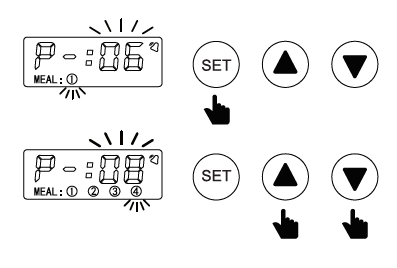 P-:06
MEAL: ①
SET
P-:08
MEAL: ① ② ③ ④
SET